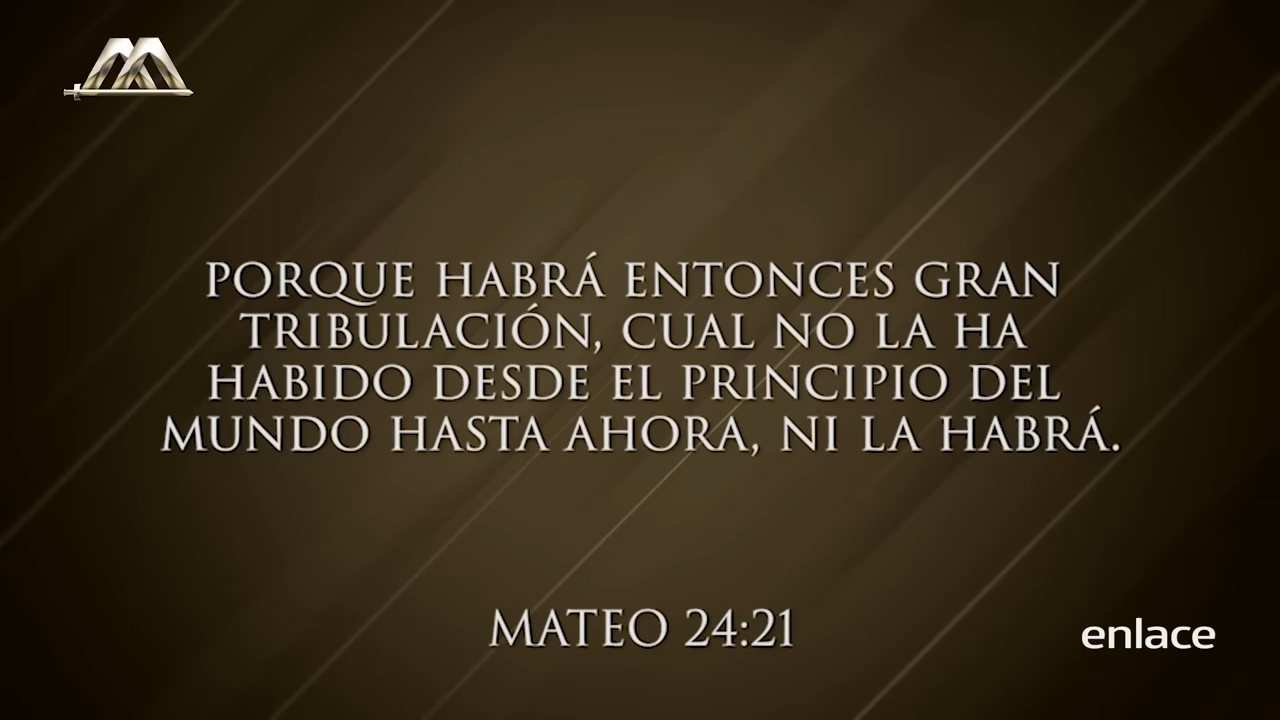 PORQUE HABRÁ ENTONCES GRAN
TRIBULACIÓN, CUAL NO LA HA
HABIDO DESDE EL PRINCIPIO DEL
MUNDO HASTA AHORA, NI LA HABRÁ.
MATEO 24:21
enlace